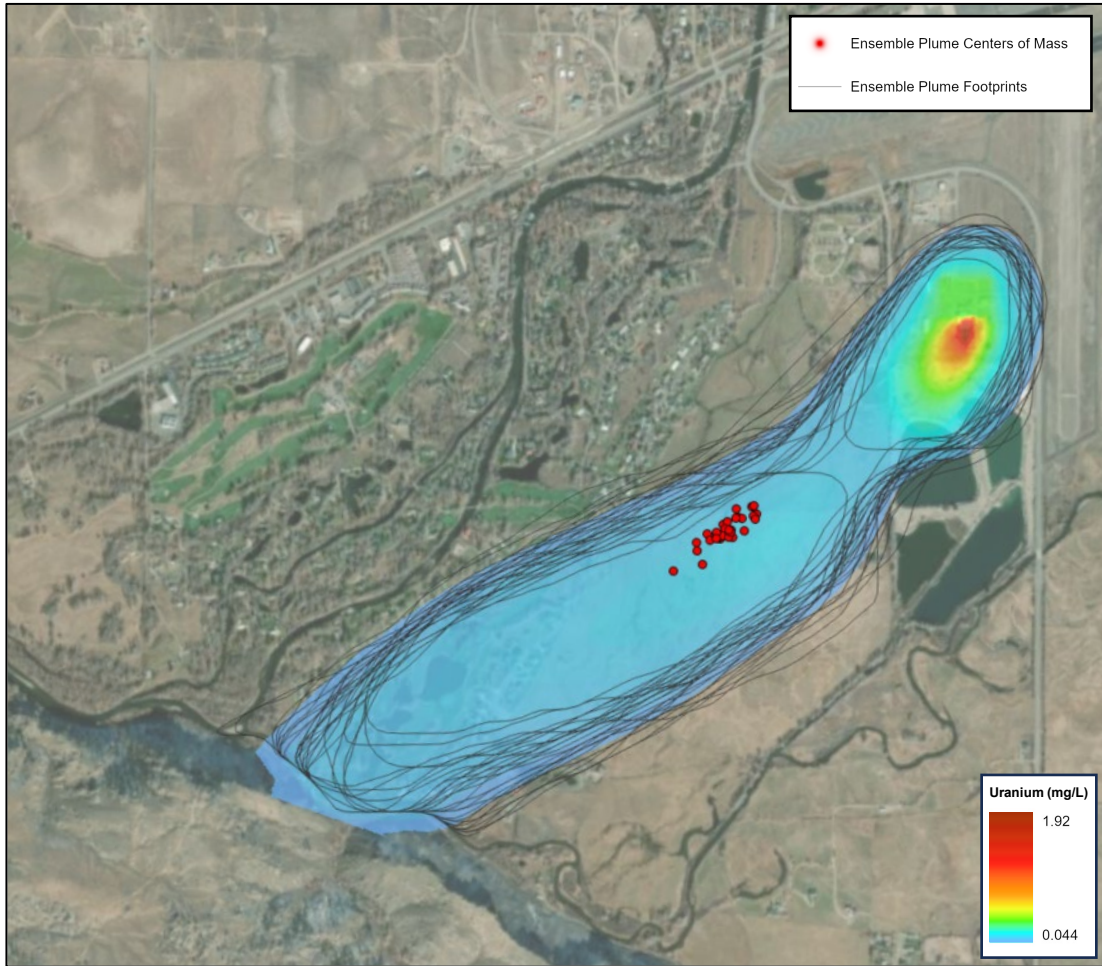 Ensemble Plume Centers of Mass
Ensemble Plume Footprints
Uranium (mg/L)
1.92
0.044